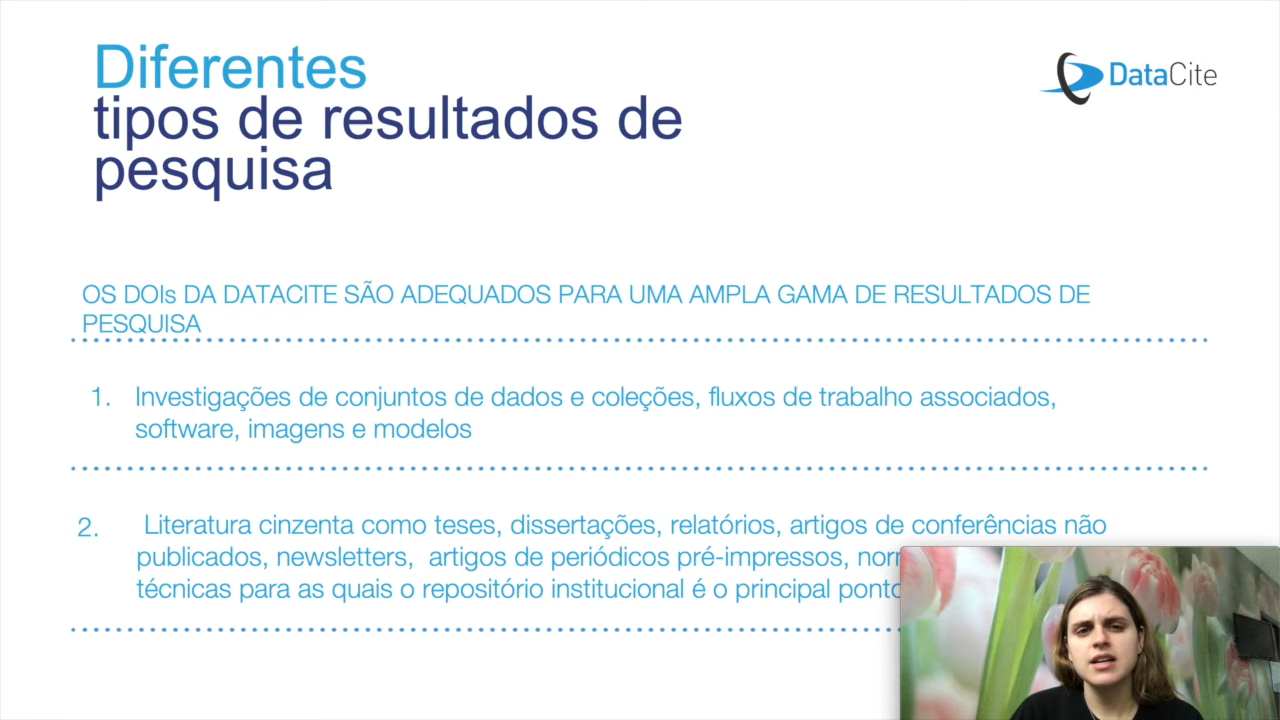 Diferentes
tipos de resultados de
pesquisa
DataCite
OS DOIs DA DATACITE SÃO ADEQUADOS PARA UMA AMPLA GAMA DE RESULTADOS DE
PESQUISA
1. Investigações de conjuntos de dados e coleções, fluxos de trabalho associados,
software, imagens e modelos
2. Literatura cinzenta como teses, dissertações, relatórios, artigos de conferências não
publicados, newsletters, artigos de periódicos pré-impressos,
técnicas para as quais o repositório institucional é o principal